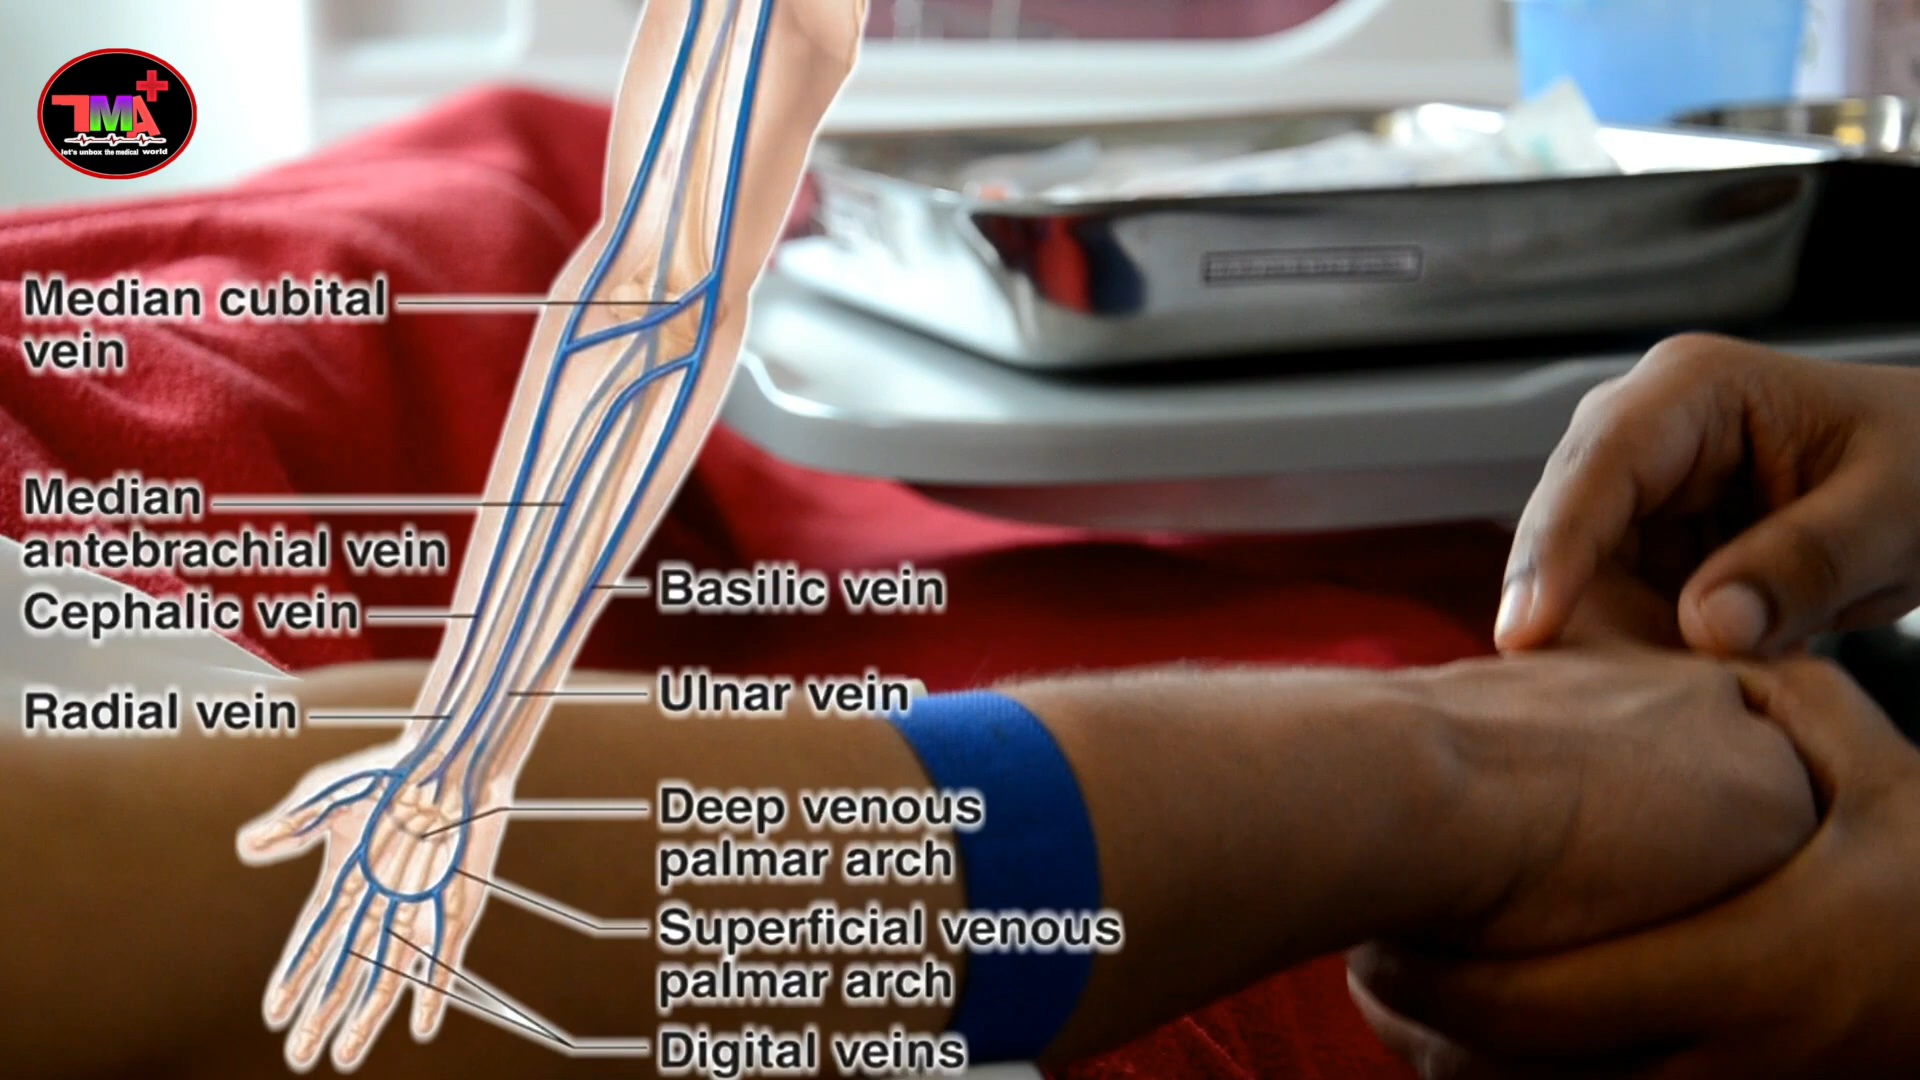 TMA
let's unbox the medical world
Median cubital
vein
Median
antebrachial vein
Cephalic vein
Radial vein
Basilic vein
Ulnar vein
Deep venous
palmar arch
Superficial venous
palmar arch
Digital veins